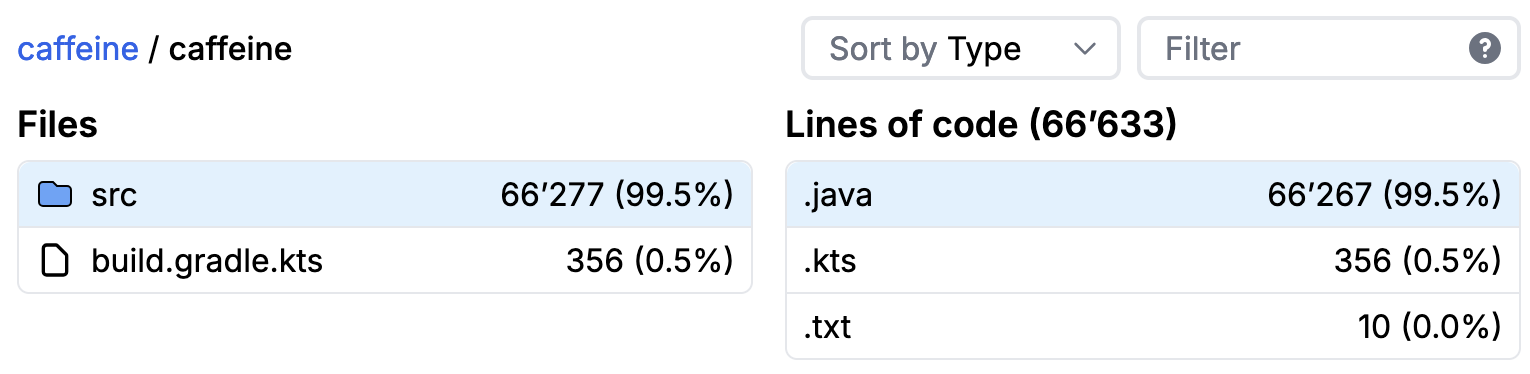 caffeine / caffeine
Sort by Type
Filter
?
Files
src 66’277 (99.5%)
build.gradle.kts 356 (0.5%)
Lines of code (66’633)
.java 66’267 (99.5%)
.kts 356 (0.5%)
.txt 10 (0.0%)